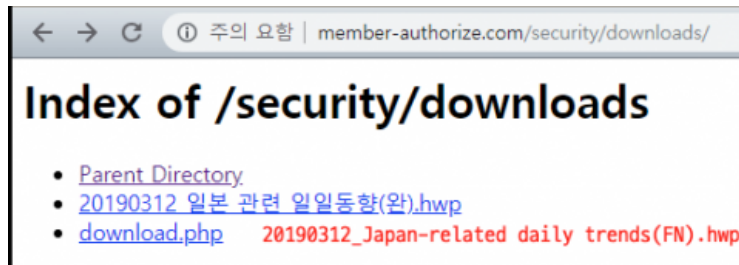 주의 요함 | member-authorize.com/security/downloads/
Index of /security/downloads
Parent Directory
20190312 일본 관련 일일동향(완).hwp
download.php 20190312_Japan-related daily trends(FN).hwp